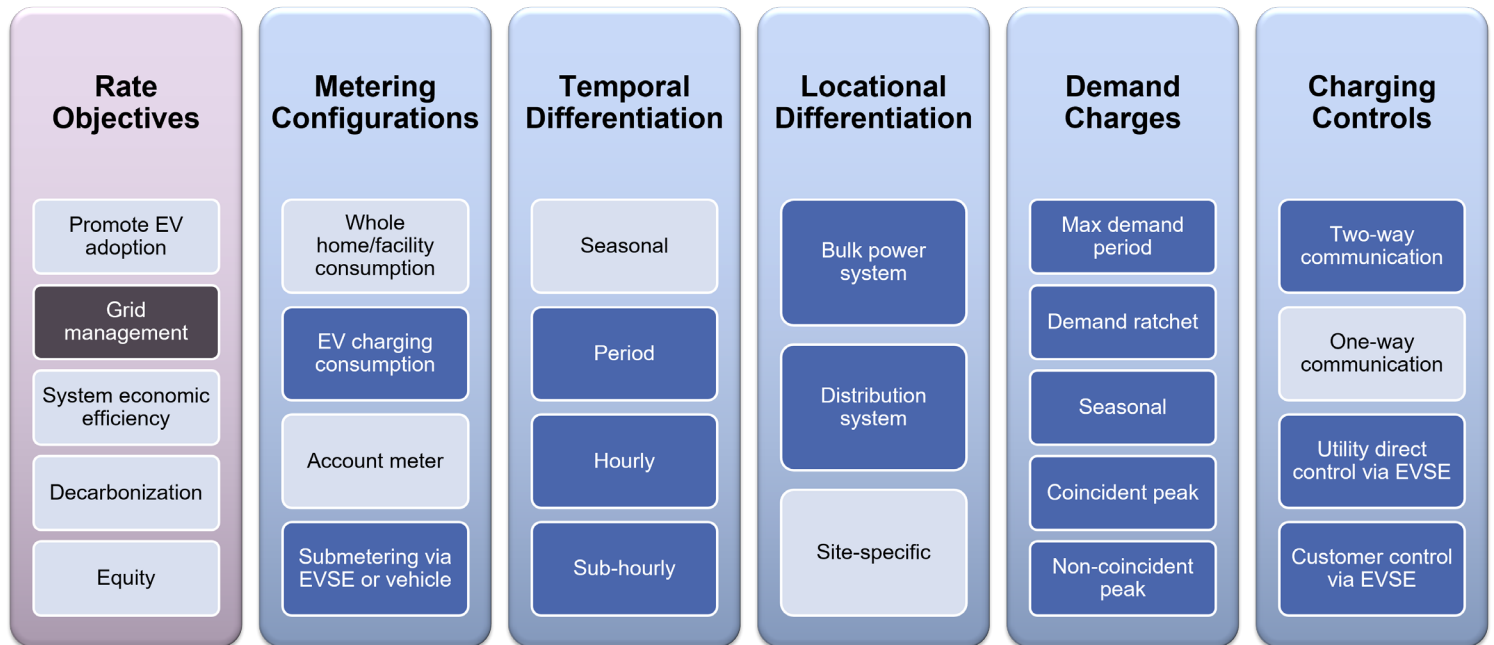 Rate
Objectives
Promote EV
adoption
Grid
management
System economic
efficiency
Decarbonization
Equity
Metering
Configurations
Whole
home/facility
consumption
EV charging
consumption
Account meter
Submetering via
EVSE or vehicle
Temporal
Differentiation
Seasonal
Period
Hourly
Sub-hourly
Locational
Differentiation
Bulk power
system
Distribution
system
Site-specific
Demand
Charges
Max demand
period
Demand ratchet
Seasonal
Coincident peak
Non-coincident
peak
Charging
Controls
Two-way
communication
One-way
communication
Utility direct
control via EVSE
Customer control
via EVSE